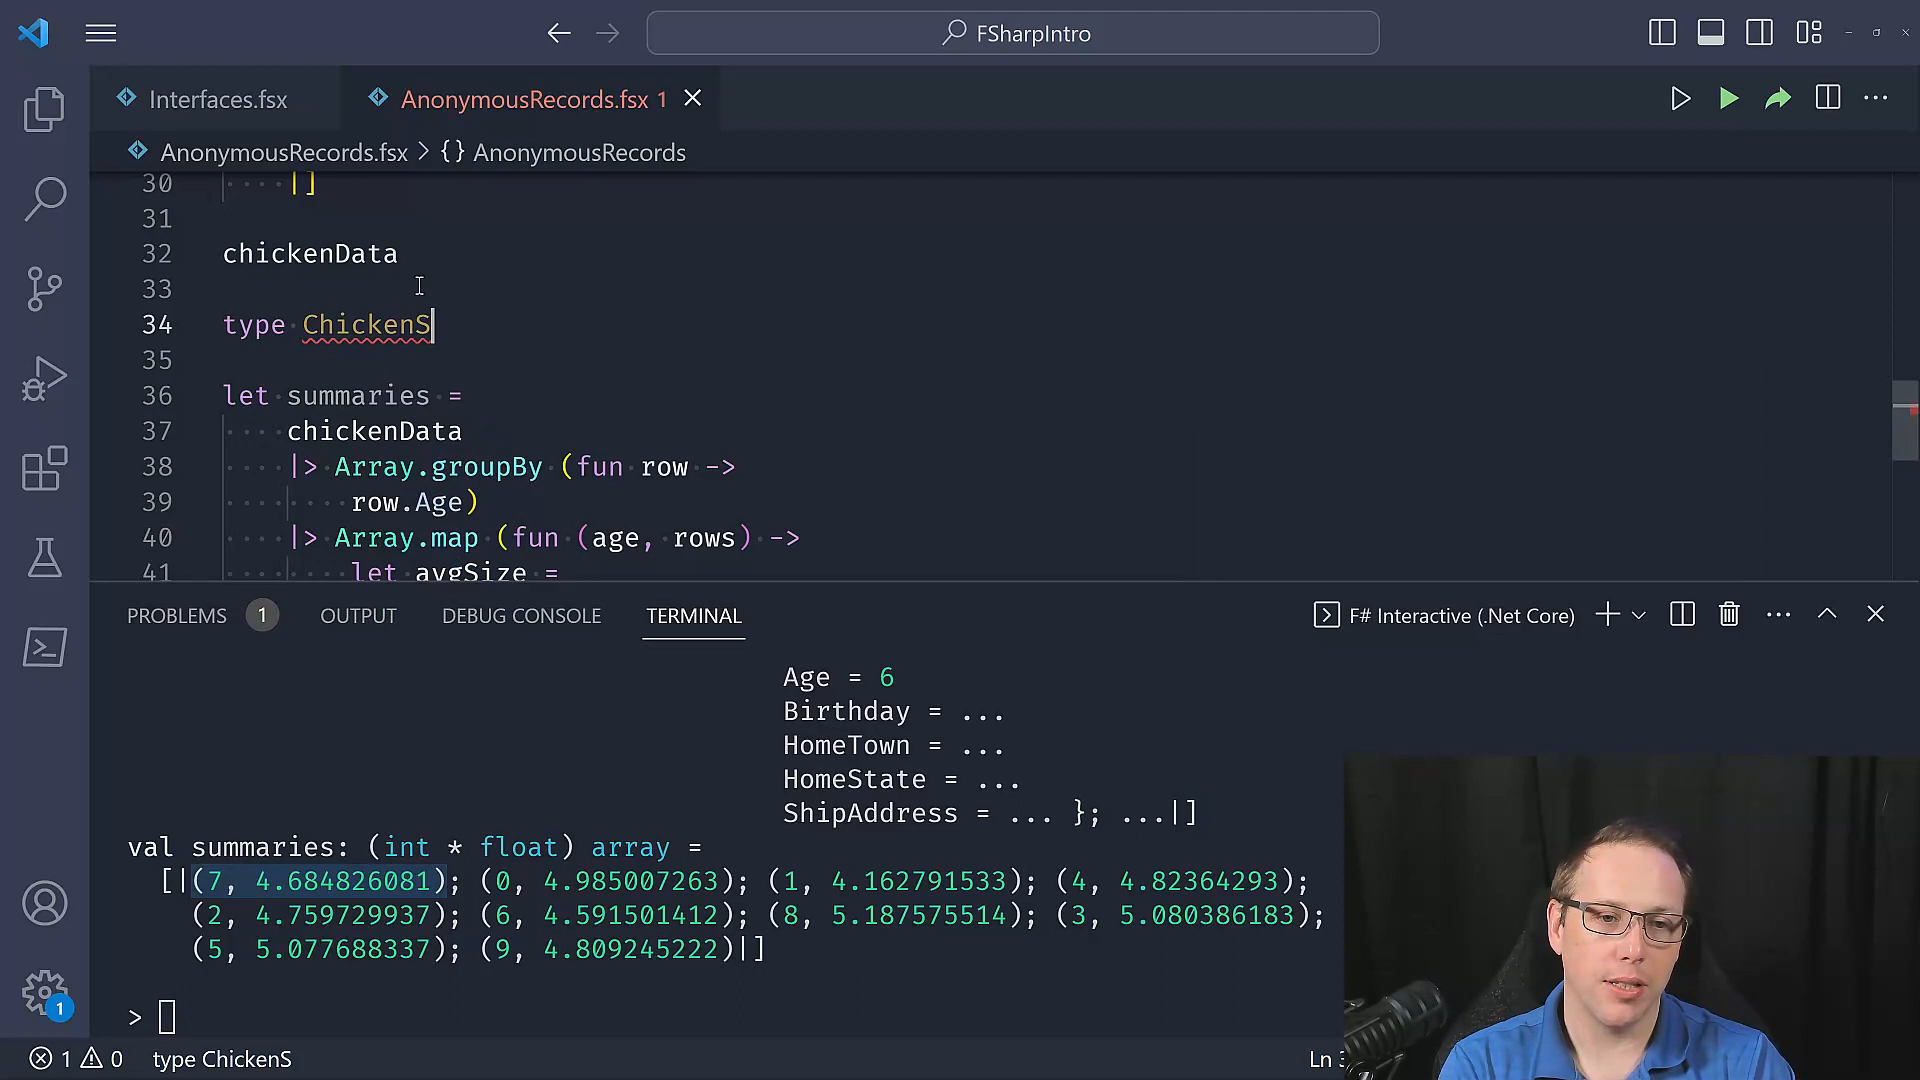 FSharpIntro
Interfaces.fsx
AnonymousRecords.fsx 1
AnonymousRecords.fsx > {} AnonymousRecords
30 |]
31
32 chickenData
33
34 type ChickenS
35
36 let summaries =
37 chickenData
38 |> Array.groupBy (fun row ->
39 row.Age)
40 |> Array.map (fun (age, rows) ->
41 let avgSize =
PROBLEMS 1 OUTPUT DEBUG CONSOLE TERMINAL
F# Interactive (.Net Core)
Age = 6
Birthday = ...
HomeTown = ...
HomeState = ...
ShipAddress = ... }; ...|]
val summaries: (int * float) array =
[|(7, 4.684826081); (0, 4.985007263); (1, 4.162791533); (4, 4.82364293);
(2, 4.759729937); (6, 4.591501412); (8, 5.187575514); (3, 5.080386183);
(5, 5.077688337); (9, 4.809245222)|]
>
1
1 0 type ChickenS
Ln 3